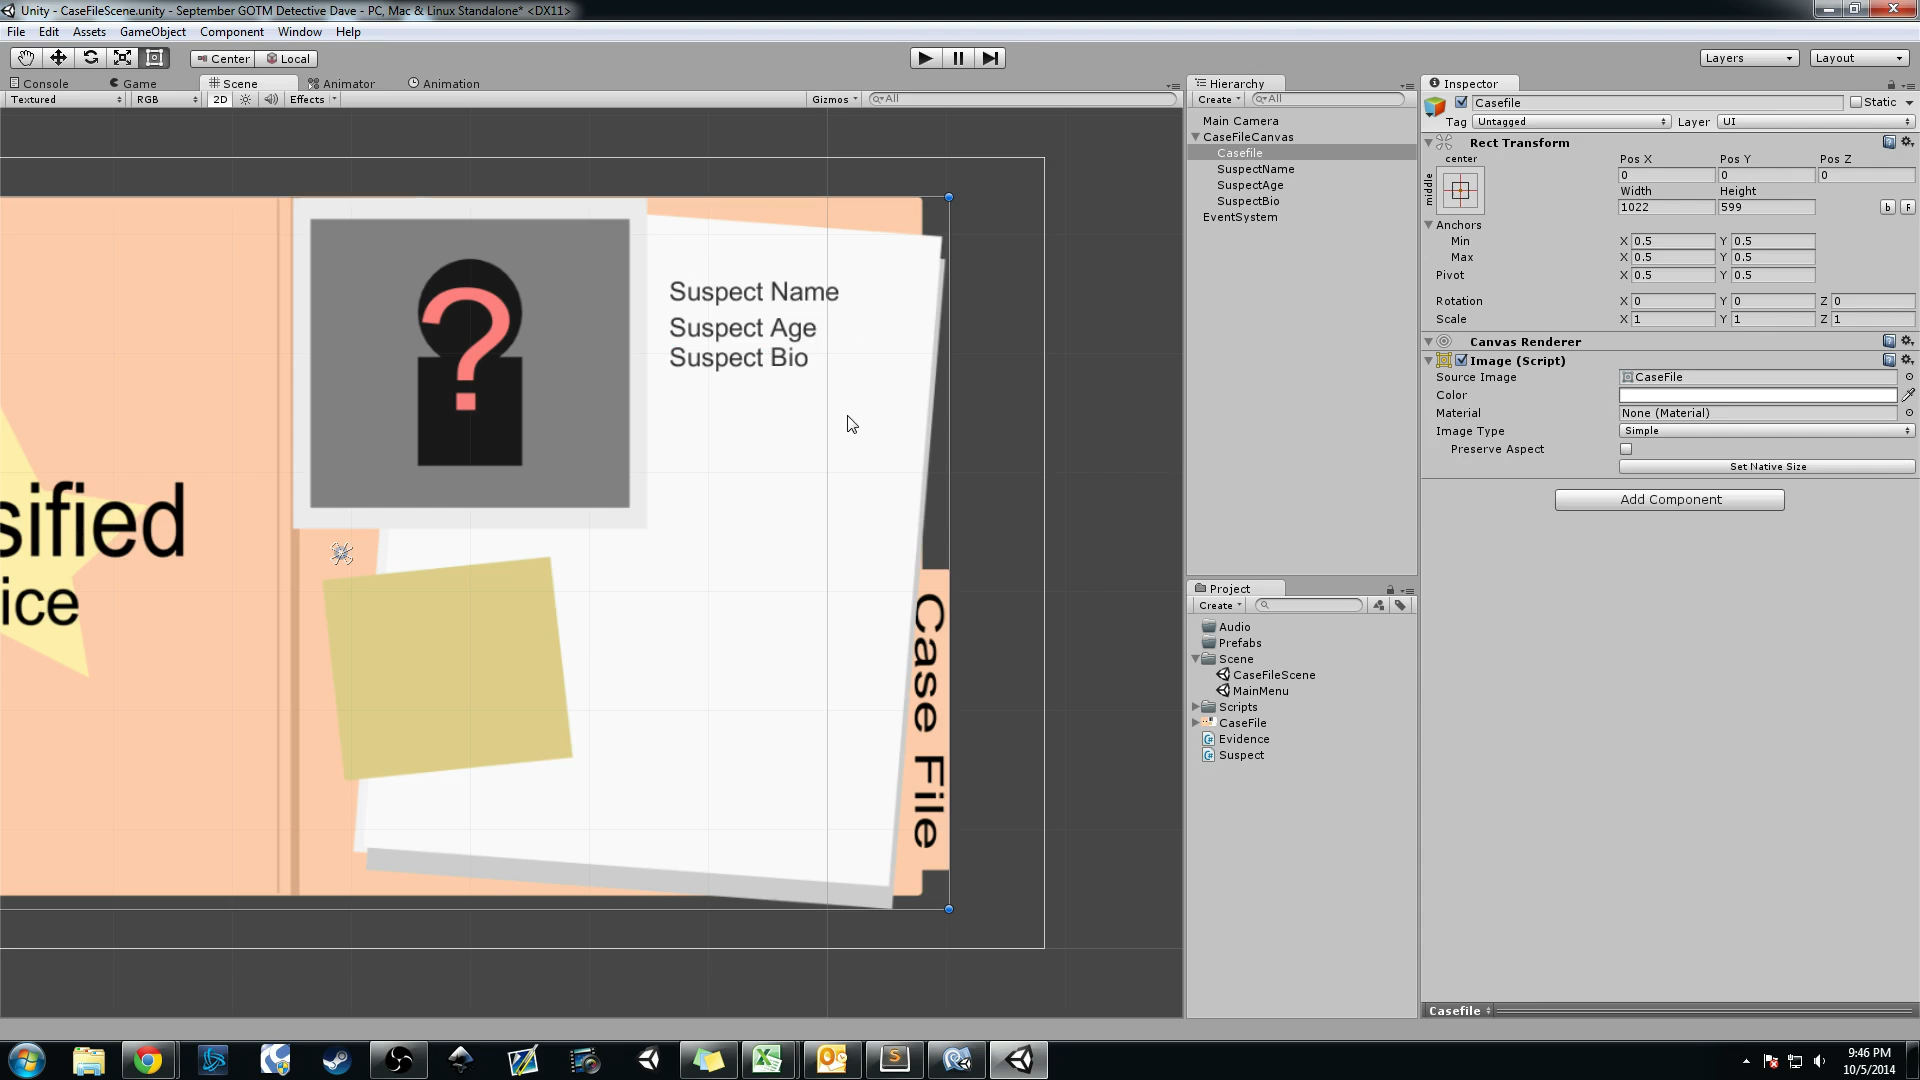 Unity - CaseFileScene.unity - September GOTM Detective Dave - PC, Mac & Linux Standalone* <DX11>
File Edit Assets GameObject Component Window Help
Center Local Layers Layout
Console Game Scene Animator Animation
Textured RGB 2D Effects Gizmos All
Suspect Name
Suspect Age
Suspect Bio
sified
ice
?
Case File
Hierarchy
Create All
Main Camera
CaseFileCanvas
Casefile
SuspectName
SuspectAge
SuspectBio
EventSystem
Project
Create
Audio
Prefabs
Scene
CaseFileScene
MainMenu
Scripts
CaseFile
Evidence
Suspect
Inspector
Casefile Static
Tag Untagged Layer UI
Rect Transform
center Pos X Pos Y Pos Z
middle 0 0 0
Width Height
1022 599 b F
Anchors
Min X 0.5 Y 0.5
Max X 0.5 Y 0.5
Pivot X 0.5 Y 0.5
Rotation X 0 Y 0 Z 0
Scale X 1 Y 1 Z 1
Canvas Renderer
Image (Script)
Source Image CaseFile
Color
Material None (Material)
Image Type Simple
Preserve Aspect
Set Native Size
Add Component
Casefile
9:46 PM
10/5/2014